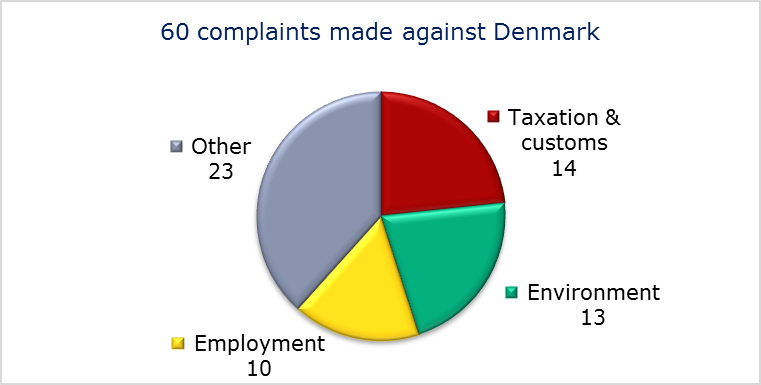 60 complaints made against Denmark
Taxation &
customs
14
Environment
13
Employment
10
Other
23